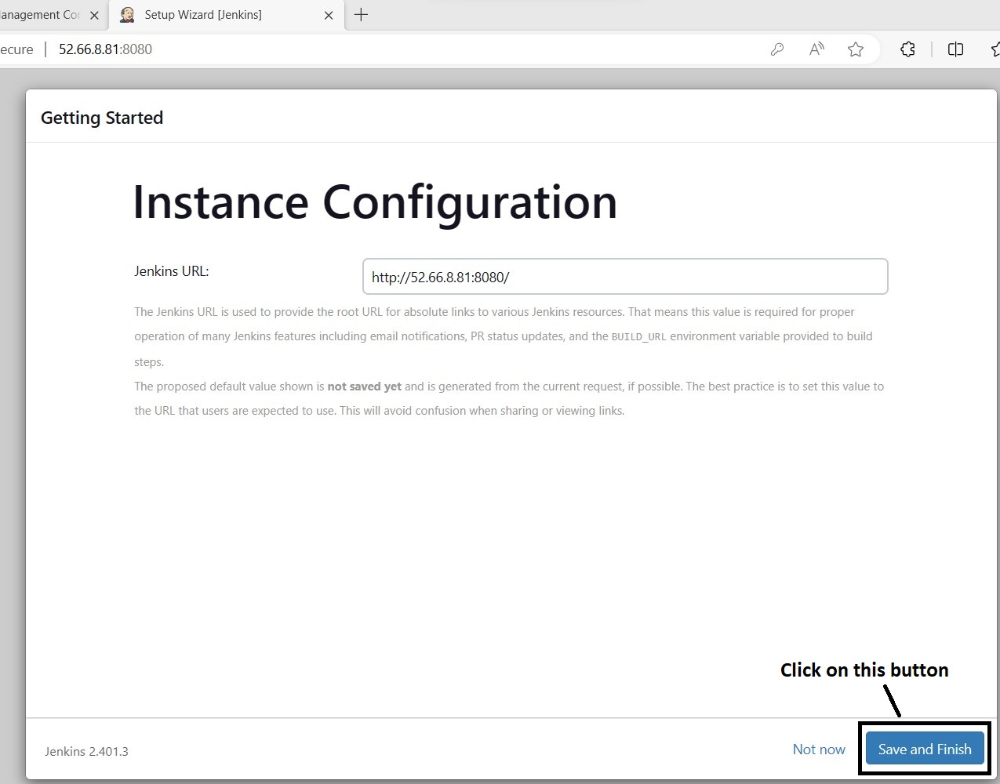 Setup Wizard [Jenkins]
52.66.8.81:8080
Getting Started
Instance Configuration
Jenkins URL:
http://52.66.8.81:8080/
The Jenkins URL is used to provide the root URL for absolute links to various Jenkins resources. That means this value is required for proper
operation of many Jenkins features including email notifications, PR status updates, and the BUILD_URL environment variable provided to build
steps.
The proposed default value shown is not saved yet and is generated from the current request, if possible. The best practice is to set this value to
the URL that users are expected to use. This will avoid confusion when sharing or viewing links.
Click on this button
Jenkins 2.401.3
Not now
Save and Finish